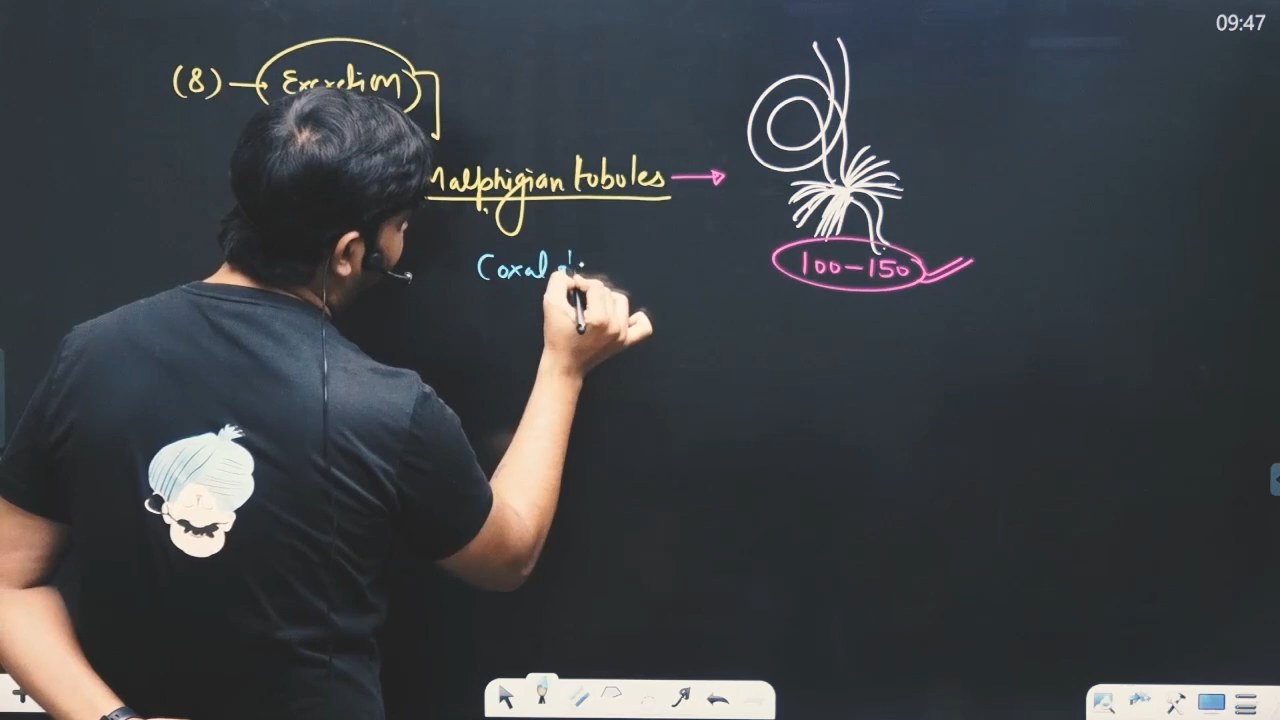 09:47
(8) → Excretion
Malphigian tubules →
Coxal
100-150